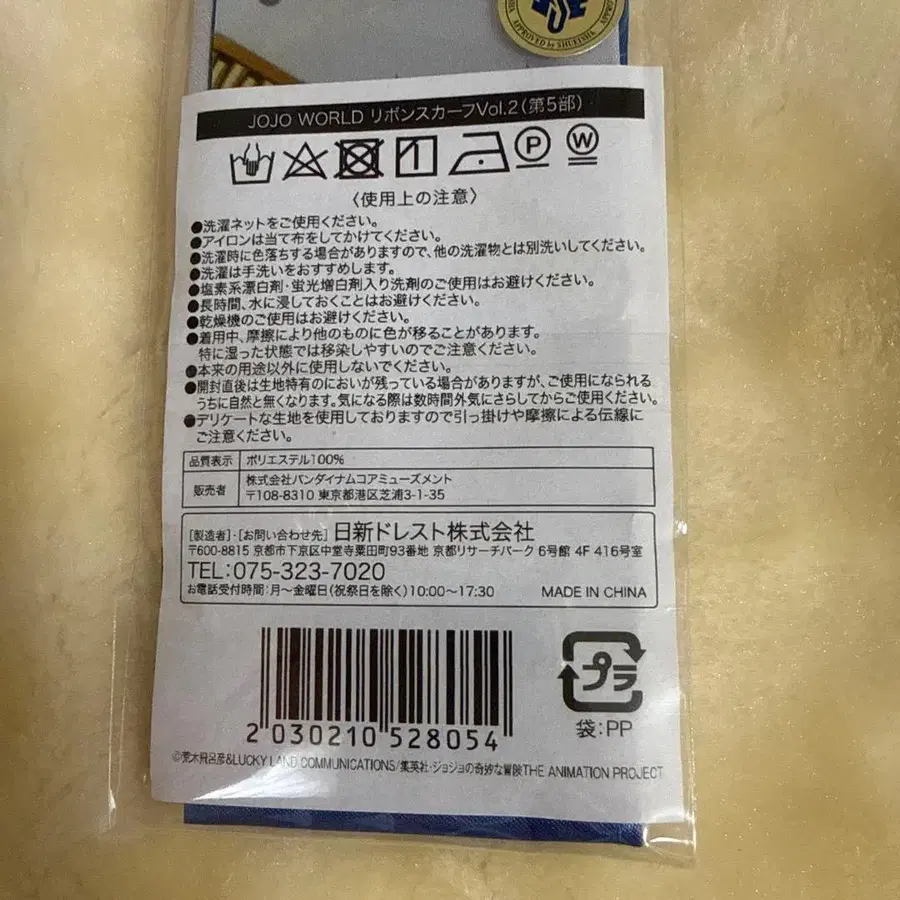 APPROVED by SHUEISHA
JOJO WORLD リボンスカーフVol.2(第5部)
P
W
〈使用上の注意〉
●洗濯ネットをご使用ください。
●アイロンは当て布をしてかけてください。
●洗濯時に色落ちする場合がありますので、他の洗濯物とは別洗いしてください。
●洗濯は手洗いをおすすめします。
●塩素系漂白剤・蛍光増白剤入り洗剤のご使用はお避けください。
●長時間、水に浸しておくことはお避けください。
●乾燥機のご使用はお避けください。
●着用中、摩擦により他のものに色が移ることがあります。
特に湿った状態では移染しやすいのでご注意ください。
●本来の用途以外に使用しないでください。
●開封直後は生地特有のにおいが残っている場合がありますが、ご使用になられる
うちに自然と無くなります。気になる際は数時間外気にさらしてからご使用ください。
●デリケートな生地を使用しておりますので引っ掛けや摩擦による伝線に
ご注意ください。
品質表示 ポリエステル100%
販売者 株式会社バンダイナムコアミューズメント
〒108-8310 東京都港区芝浦3-1-35
[製造者]・[お問い合わせ先] 日新ドレスト株式会社
〒600-8815 京都市下京区中堂寺粟田町93番地 京都リサーチパーク 6号館 4F 416号室
TEL:075-323-7020
お電話受付時間:月〜金曜日(祝祭日を除く)10:00〜17:30 MADE IN CHINA
プラ
袋:PP
2 030210 528054
©荒木飛呂彦&LUCKY LAND COMMUNICATIONS/集英社・ジョジョの奇妙な冒険THE ANIMATION PROJECT